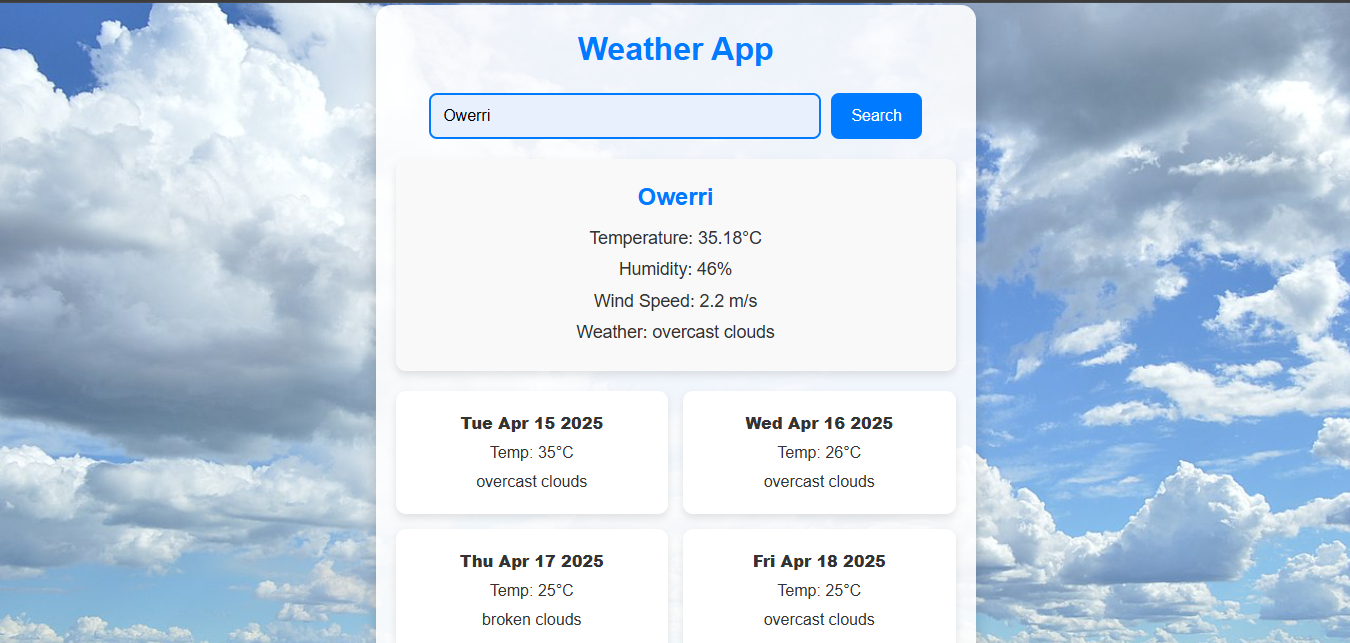 Weather App
Owerri
Search
Owerri
Temperature: 35.18°C
Humidity: 46%
Wind Speed: 2.2 m/s
Weather: overcast clouds
Tue Apr 15 2025
Temp: 35°C
overcast clouds
Wed Apr 16 2025
Temp: 26°C
overcast clouds
Thu Apr 17 2025
Temp: 25°C
broken clouds
Fri Apr 18 2025
Temp: 25°C
overcast clouds